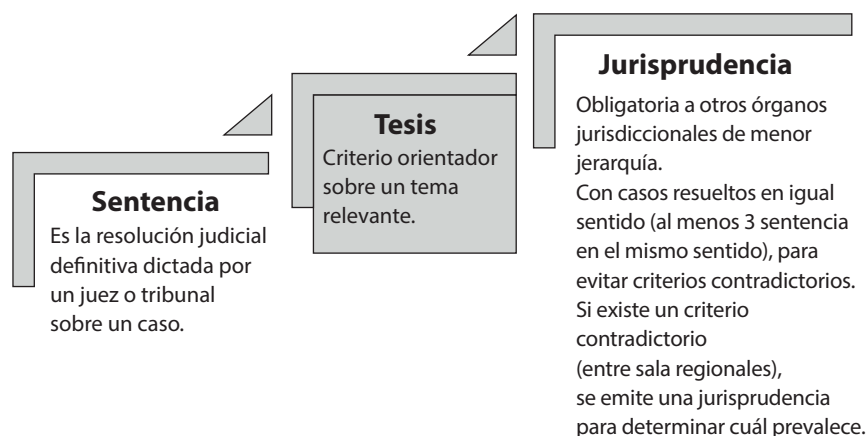 Sentencia
Es la resolución judicial
definitiva dictada por
un juez o tribunal
sobre un caso.
Tesis
Criterio orientador
sobre un tema
relevante.
Jurisprudencia
Obligatoria a otros órganos
jurisdiccionales de menor
jerarquía.
Con casos resueltos en igual
sentido (al menos 3 sentencia
en el mismo sentido), para
evitar criterios contradictorios.
Si existe un criterio
contradictorio
(entre sala regionales),
se emite una jurisprudencia
para determinar cuál prevalece.